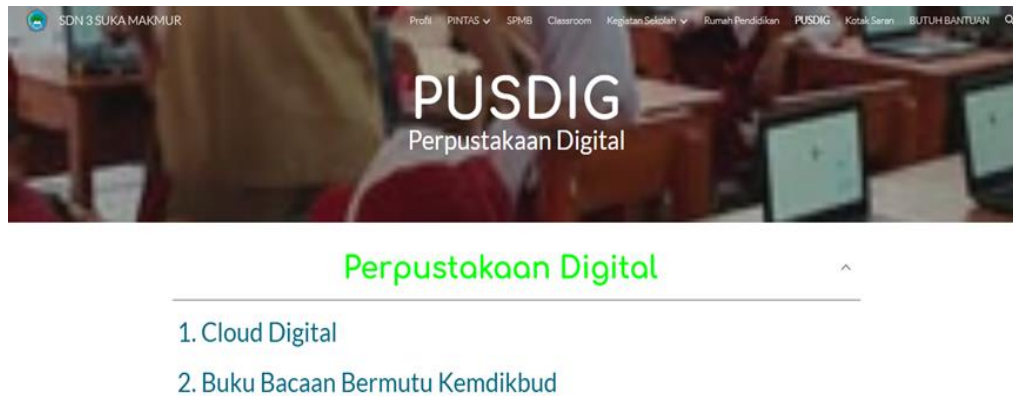 SDN 3 SUKA MAKMUR
Profil PINTAS SPMB Classroom Kegiatan Sekolah Rumah Pendidikan PUSDIG Kotak Saran BUTUH BANTUAN
PUSDIG
Perpustakaan Digital
Perpustakaan Digital
1. Cloud Digital
2. Buku Bacaan Bermutu Kemdikbud